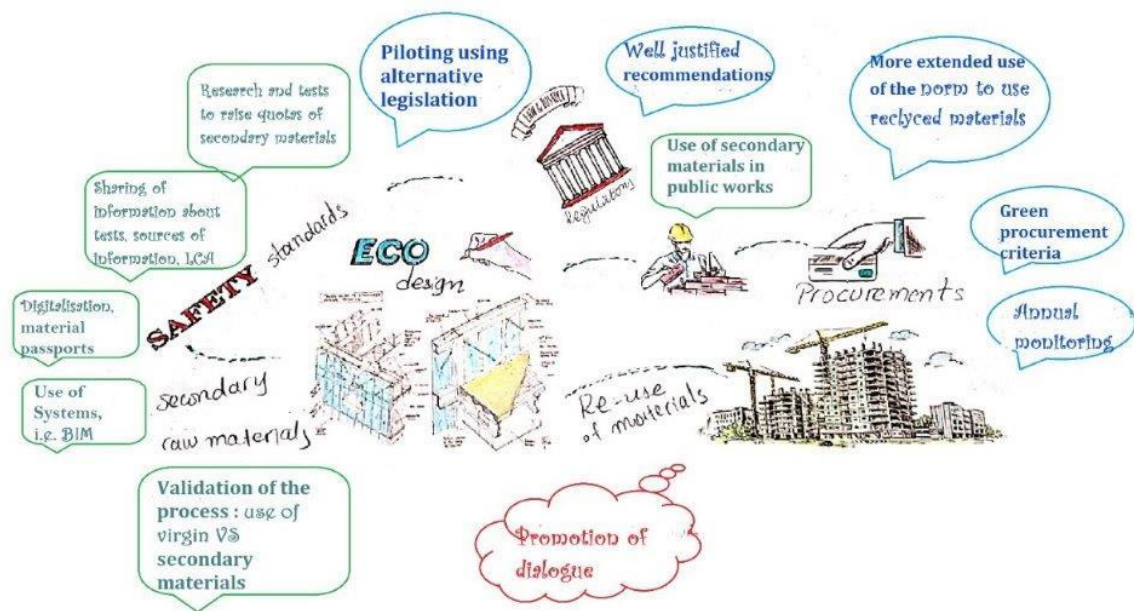 Piloting using
alternative
legislation
Well justified
recommendations
More extended use
of the norm to use
reclyced materials
Research and tests
to raise quotas of
secondary materials
LAW & JUSTICE
Regulations
Use of secondary
materials in
public works
Sharing of
information about
tests, sources of
information, LCA
SAFETY standards
ECO
design
Procurements
Green
procurement
criteria
Digitalisation,
material
passports
Annual
monitoring
Use of
Systems,
i.e. BIM
secondary
raw materials
Re-use
of materials
Validation of the
process : use of
virgin VS
secondary
materials
Promotion of
dialogue